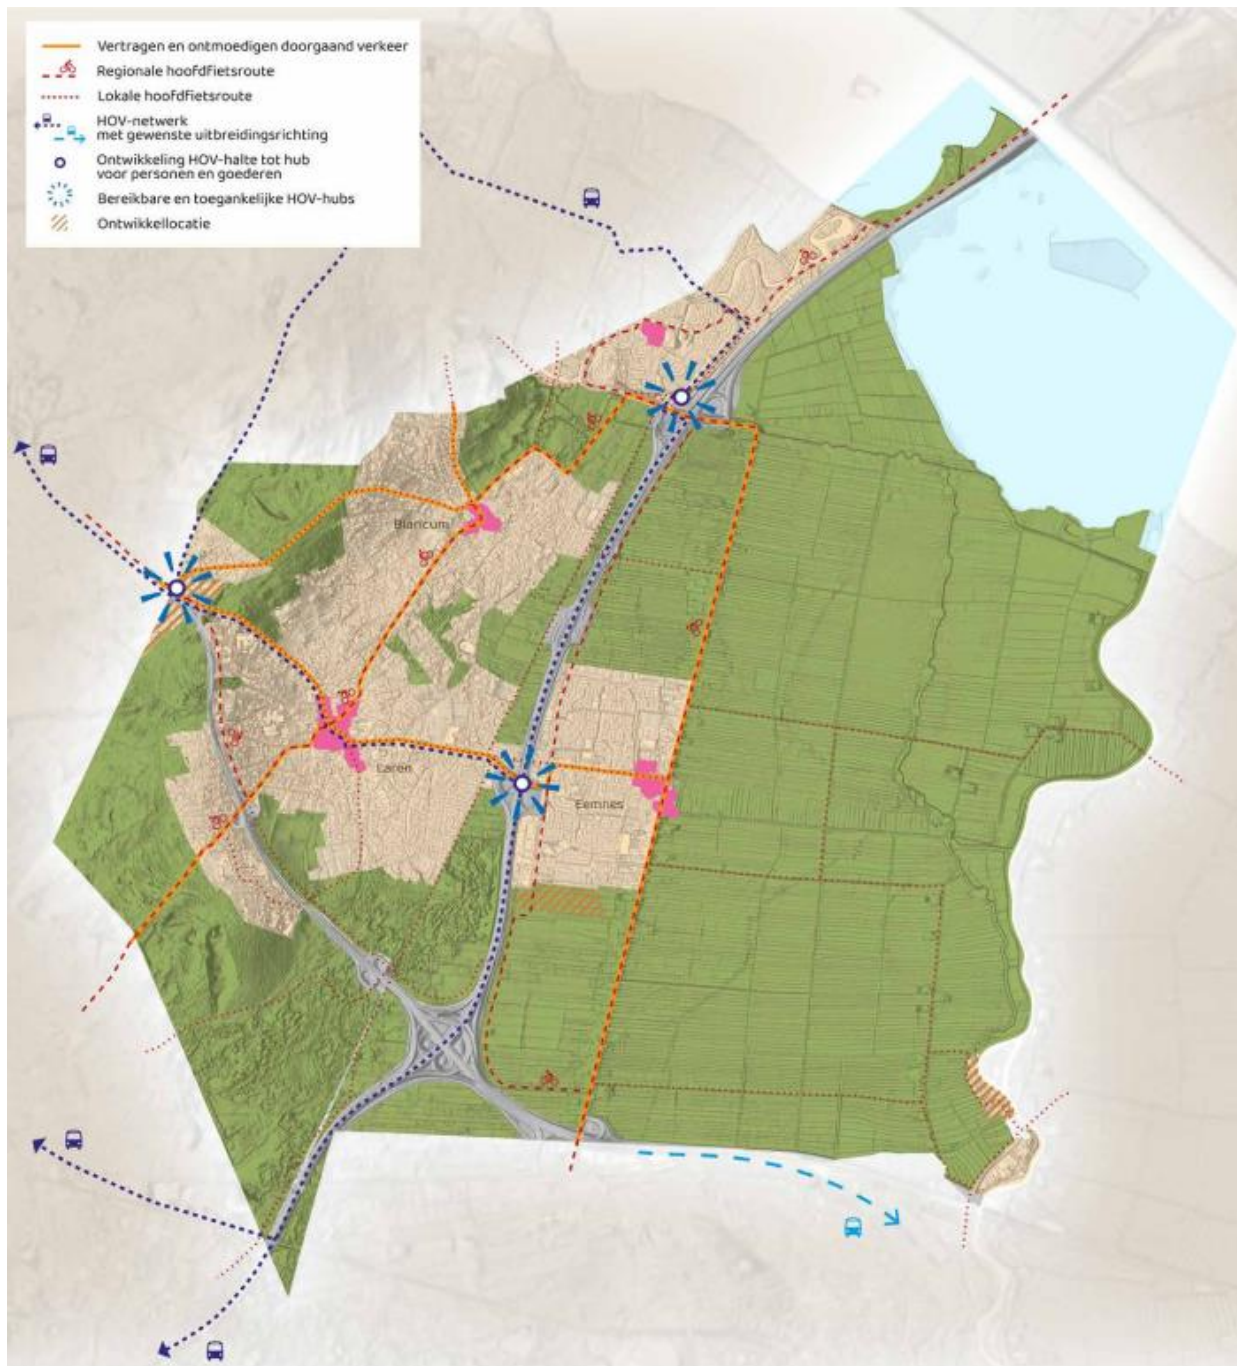 Vertragen en ontmoedigen doorgaand verkeer
Regionale hoofdfietsroute
Lokale hoofdfietsroute
HOV-netwerk
met gewenste uitbreidingsrichting
Ontwikkeling HOV-halte tot hub
voor personen en goederen
Bereikbare en toegankelijke HOV-hubs
Ontwikkellocatie
Blaricum
Laren
Eemnes